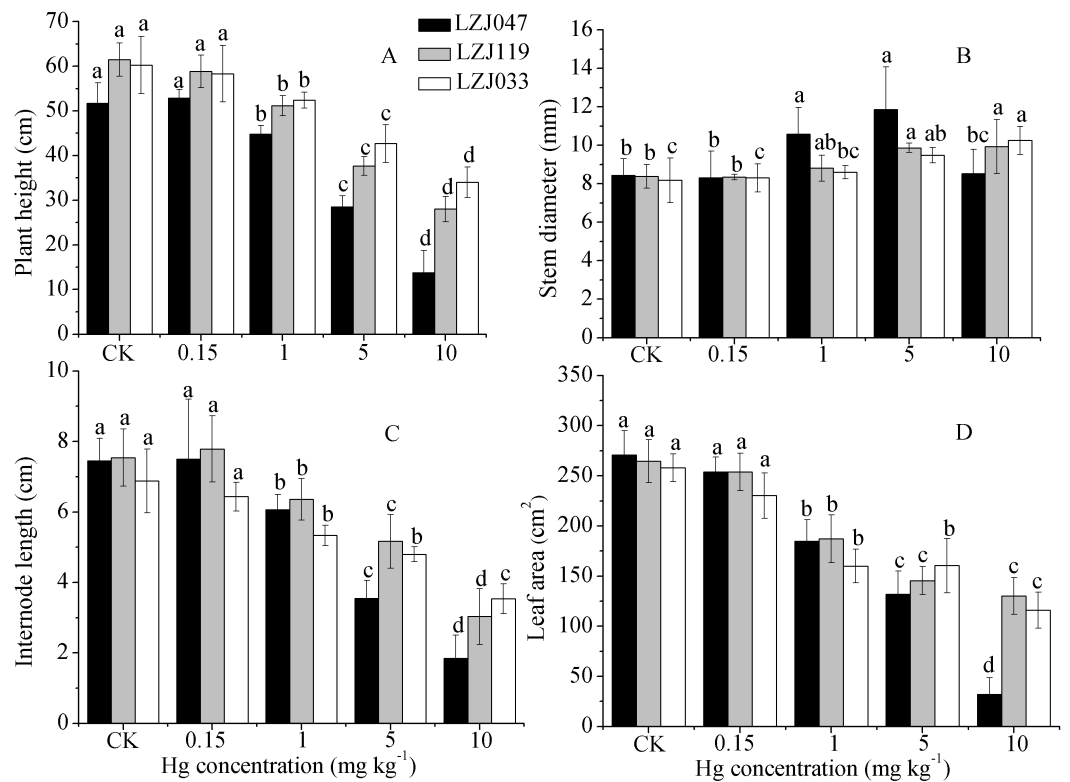 LZJ047
LZJ119
LZJ033
A
Plant height (cm)
70
60
50
40
30
20
10
0
a a a
a a a
b b b
c c c
d d d
CK 0.15 1 5 10
B
Stem diameter (mm)
16
14
12
10
8
6
4
2
0
b b c
b b c
a ab bc
a a ab
bc a a
CK 0.15 1 5 10
C
Internode length (cm)
10
8
6
4
2
0
a a a
a a a
b b b
c c b
d d c
CK 0.15 1 5 10
Hg concentration (mg kg⁻¹)
D
Leaf area (cm²)
350
300
250
200
150
100
50
0
a a a
a a a
b b b
c c b
d c c
CK 0.15 1 5 10
Hg concentration (mg kg⁻¹)